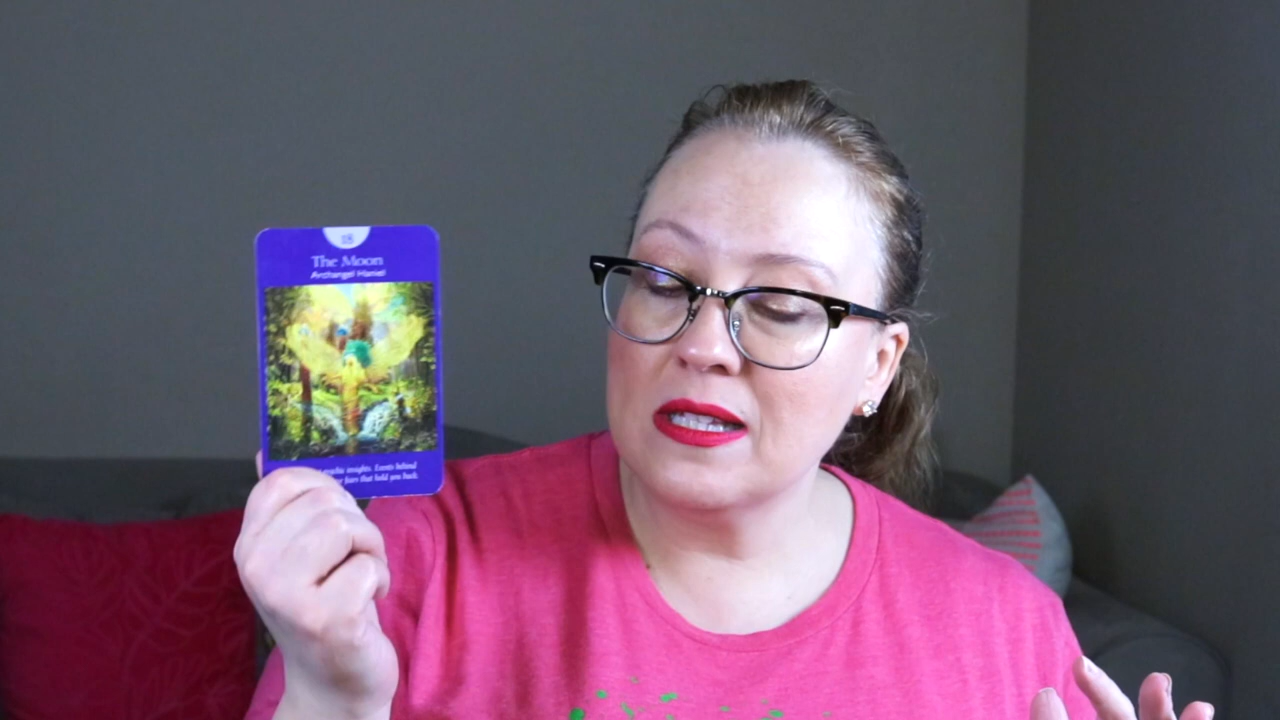 18
The Moon
Archangel Haniel
psychic insights. Events behind
fears that hold you back.